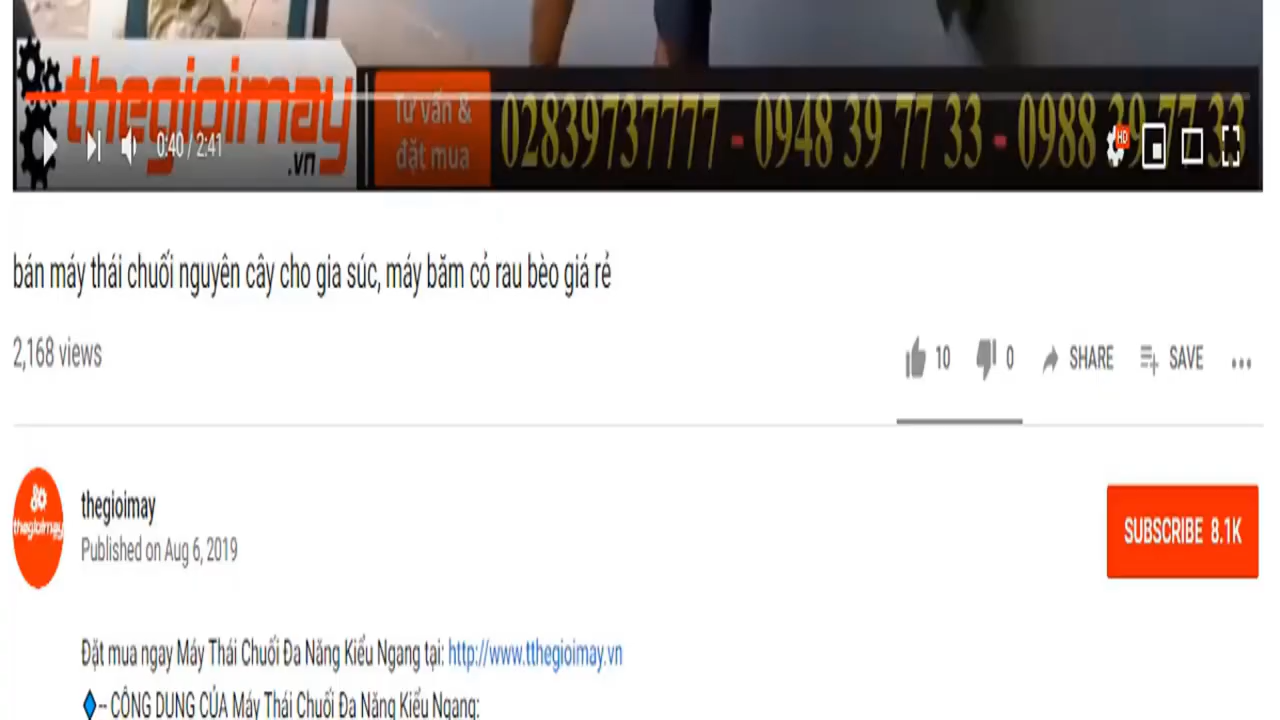 thegioimay
.vn
Tư vấn &
đặt mua
02839737777 - 0948 39 77 33 - 0988 39 77 33
0:40 / 2:41
HD
bán máy thái chuối nguyên cây cho gia súc, máy băm cỏ rau bèo giá rẻ
2,168 views
10 0 SHARE SAVE
thegioimay
thegioimay
Published on Aug 6, 2019
SUBSCRIBE 8.1K
Đặt mua ngay Máy Thái Chuối Đa Năng Kiểu Ngang tại: http://www.tthegioimay.vn
-- CÔNG DỤNG CỦA Máy Thái Chuối Đa Năng Kiểu Ngang: